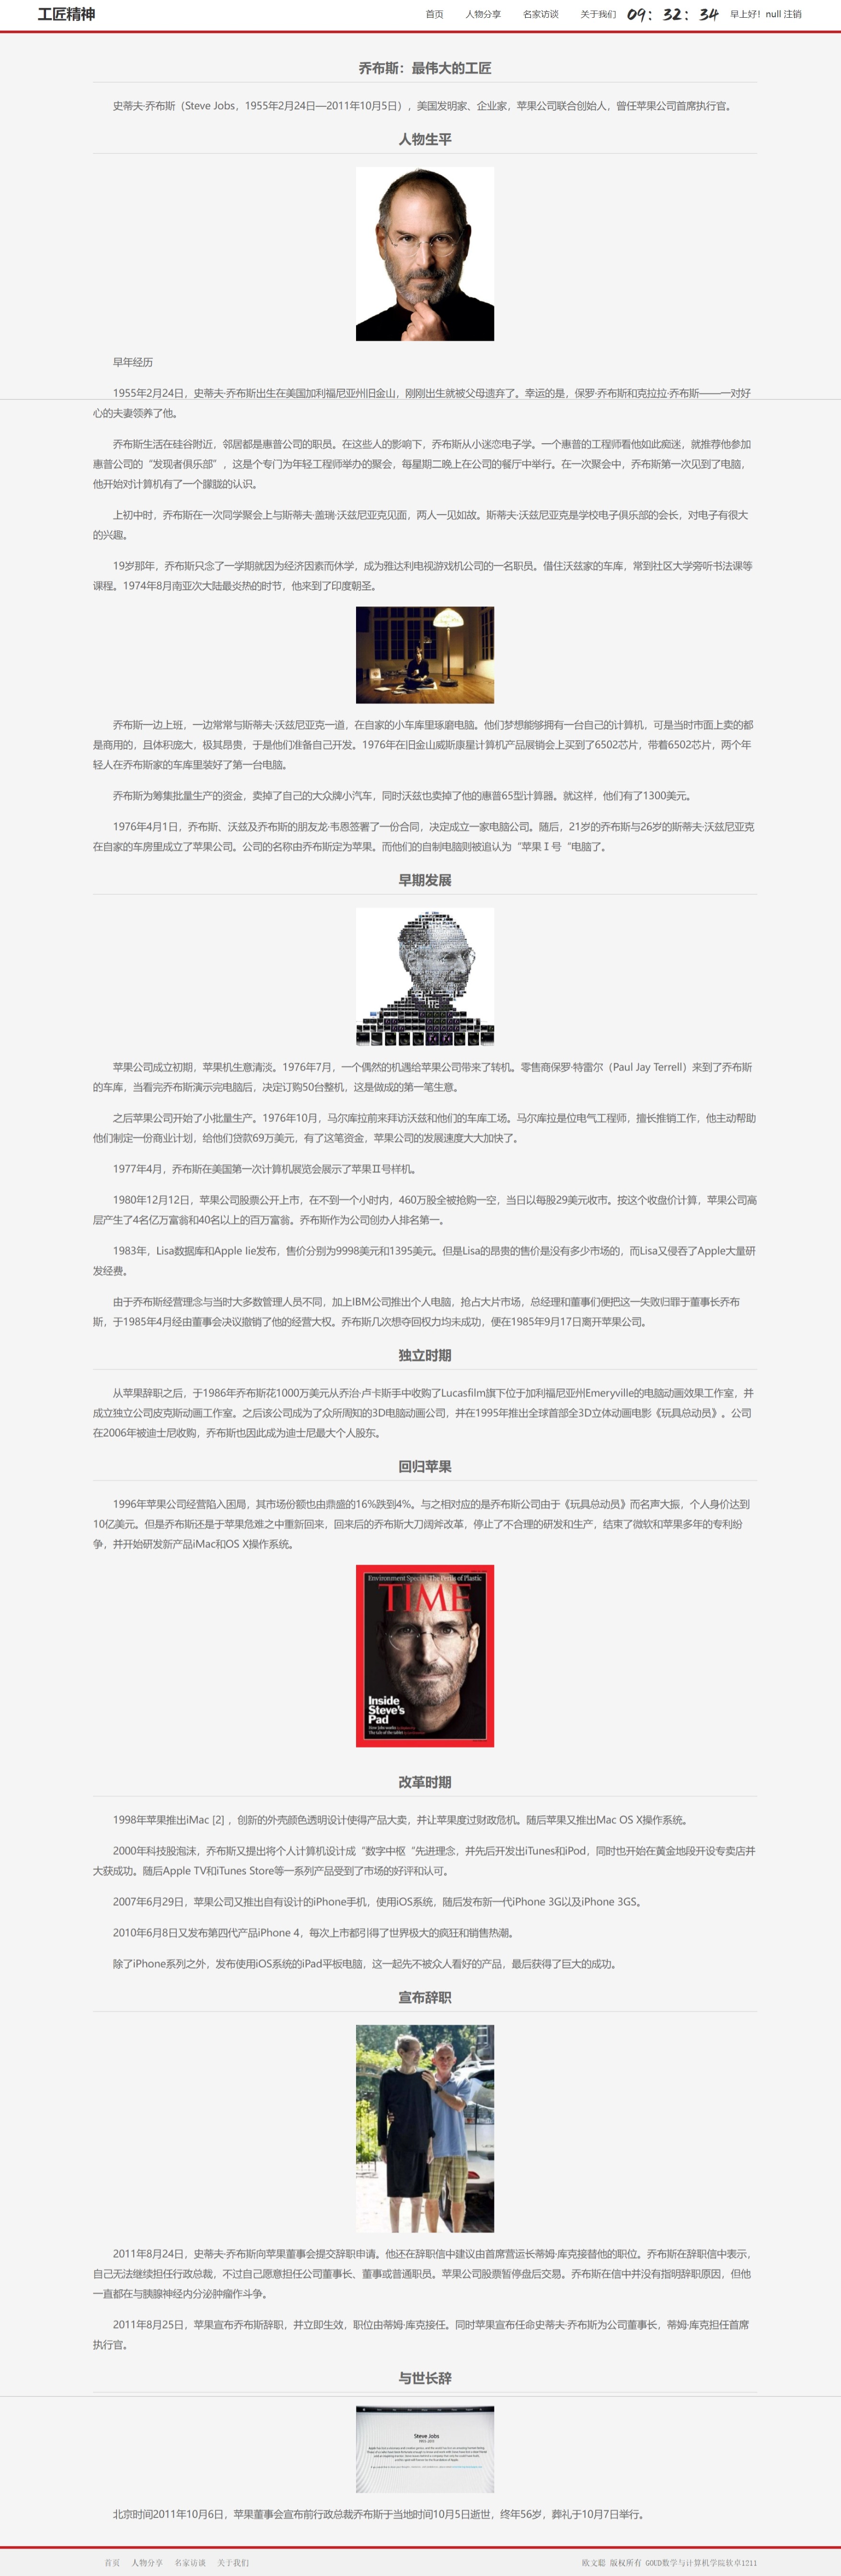 工匠精神
首页 人物分享 名家访谈 关于我们 09: 32: 34 早上好! null 注销
乔布斯：最伟大的工匠
史蒂夫·乔布斯（Steve Jobs，1955年2月24日—2011年10月5日），美国发明家、企业家，苹果公司联合创始人，曾任苹果公司首席执行官。
人物生平
早年经历
1955年2月24日，史蒂夫·乔布斯出生在美国加利福尼亚州旧金山，刚刚出生就被父母遗弃了。幸运的是，保罗·乔布斯和克拉拉·乔布斯——一对好
心的夫妻领养了他。
乔布斯生活在硅谷附近，邻居都是惠普公司的职员。在这些人的影响下，乔布斯从小迷恋电子学。一个惠普的工程师看他如此痴迷，就推荐他参加
惠普公司的“发现者俱乐部”，这是个专门为年轻工程师举办的聚会，每星期二晚上在公司的餐厅中举行。在一次聚会中，乔布斯第一次见到了电脑，
他开始对计算机有了一个朦胧的认识。
上初中时，乔布斯在一次同学聚会上与斯蒂夫·盖瑞·沃兹尼亚克见面，两人一见如故。斯蒂夫·沃兹尼亚克是学校电子俱乐部的会长，对电子有很大
的兴趣。
19岁那年，乔布斯只念了一学期就因为经济因素而休学，成为雅达利电视游戏机公司的一名职员。借住沃兹家的车库，常到社区大学旁听书法课等
课程。1974年8月南亚次大陆最炎热的时节，他来到了印度朝圣。
乔布斯一边上班，一边常常与斯蒂夫·沃兹尼亚克一道，在自家的小车库里琢磨电脑。他们梦想能够拥有一台自己的计算机，可是当时市面上卖的都
是商用的，且体积庞大，极其昂贵，于是他们准备自己开发。1976年在旧金山威斯康星计算机产品展销会上买到了6502芯片，带着6502芯片，两个年
轻人在乔布斯家的车库里装好了第一台电脑。
乔布斯为筹集批量生产的资金，卖掉了自己的大众牌小汽车，同时沃兹也卖掉了他的惠普65型计算器。就这样，他们有了1300美元。
1976年4月1日，乔布斯、沃兹及乔布斯的朋友龙·韦恩签署了一份合同，决定成立一家电脑公司。随后，21岁的乔布斯与26岁的斯蒂夫·沃兹尼亚克
在自家的车房里成立了苹果公司。公司的名称由乔布斯定为苹果。而他们的自制电脑则被追认为“苹果Ⅰ号“电脑了。
早期发展
苹果公司成立初期，苹果机生意清淡。1976年7月，一个偶然的机遇给苹果公司带来了转机。零售商保罗·特雷尔（Paul Jay Terrell）来到了乔布斯
的车库，当看完乔布斯演示完电脑后，决定订购50台整机，这是做成的第一笔生意。
之后苹果公司开始了小批量生产。1976年10月，马尔库拉前来拜访沃兹和他们的车库工场。马尔库拉是位电气工程师，擅长推销工作，他主动帮助
他们制定一份商业计划，给他们贷款69万美元，有了这笔资金，苹果公司的发展速度大大加快了。
1977年4月，乔布斯在美国第一次计算机展览会展示了苹果Ⅱ号样机。
1980年12月12日，苹果公司股票公开上市，在不到一个小时内，460万股全被抢购一空，当日以每股29美元收市。按这个收盘价计算，苹果公司高
层产生了4名亿万富翁和40名以上的百万富翁。乔布斯作为公司创办人排名第一。
1983年，Lisa数据库和Apple Iie发布，售价分别为9998美元和1395美元。但是Lisa的昂贵的售价是没有多少市场的，而Lisa又侵吞了Apple大量研
发经费。
由于乔布斯经营理念与当时大多数管理人员不同，加上IBM公司推出个人电脑，抢占大片市场，总经理和董事们便把这一失败归罪于董事长乔布
斯，于1985年4月经由董事会决议撤销了他的经营大权。乔布斯几次想夺回权力均未成功，便在1985年9月17日离开苹果公司。
独立时期
从苹果辞职之后，于1986年乔布斯花1000万美元从乔治·卢卡斯手中收购了Lucasfilm旗下位于加利福尼亚州Emeryville的电脑动画效果工作室，并
成立独立公司皮克斯动画工作室。之后该公司成为了众所周知的3D电脑动画公司，并在1995年推出全球首部全3D立体动画电影《玩具总动员》。公司
在2006年被迪士尼收购，乔布斯也因此成为迪士尼最大个人股东。
回归苹果
1996年苹果公司经营陷入困局，其市场份额也由鼎盛的16%跌到4%。与之相对应的是乔布斯公司由于《玩具总动员》而名声大振，个人身价达到
10亿美元。但是乔布斯还是于苹果危难之中重新回来，回来后的乔布斯大刀阔斧改革，停止了不合理的研发和生产，结束了微软和苹果多年的专利纷
争，并开始研发新产品iMac和OS X操作系统。
Environment Special: The Perils of Plastic
TIME
Inside
Steve's
Pad
改革时期
1998年苹果推出iMac [2] ，创新的外壳颜色透明设计使得产品大卖，并让苹果度过财政危机。随后苹果又推出Mac OS X操作系统。
2000年科技股泡沫，乔布斯又提出将个人计算机设计成“数字中枢“先进理念，并先后开发出iTunes和iPod，同时也开始在黄金地段开设专卖店并
大获成功。随后Apple TV和iTunes Store等一系列产品受到了市场的好评和认可。
2007年6月29日，苹果公司又推出自有设计的iPhone手机，使用iOS系统，随后发布新一代iPhone 3G以及iPhone 3GS。
2010年6月8日又发布第四代产品iPhone 4，每次上市都引得了世界极大的疯狂和销售热潮。
除了iPhone系列之外，发布使用iOS系统的iPad平板电脑，这一起先不被众人看好的产品，最后获得了巨大的成功。
宣布辞职
2011年8月24日，史蒂夫·乔布斯向苹果董事会提交辞职申请。他还在辞职信中建议由首席营运长蒂姆·库克接替他的职位。乔布斯在辞职信中表示，
自己无法继续担任行政总裁，不过自己愿意担任公司董事长、董事或普通职员。苹果公司股票暂停盘后交易。乔布斯在信中并没有指明辞职原因，但他
一直都在与胰腺神经内分泌肿瘤作斗争。
2011年8月25日，苹果宣布乔布斯辞职，并立即生效，职位由蒂姆·库克接任。同时苹果宣布任命史蒂夫·乔布斯为公司董事长，蒂姆·库克担任首席
执行官。
与世长辞
Steve Jobs
北京时间2011年10月6日，苹果董事会宣布前行政总裁乔布斯于当地时间10月5日逝世，终年56岁，葬礼于10月7日举行。
首页 人物分享 名家访谈 关于我们 欧文聪 版权所有 GOUD数学与计算机学院软卓1211